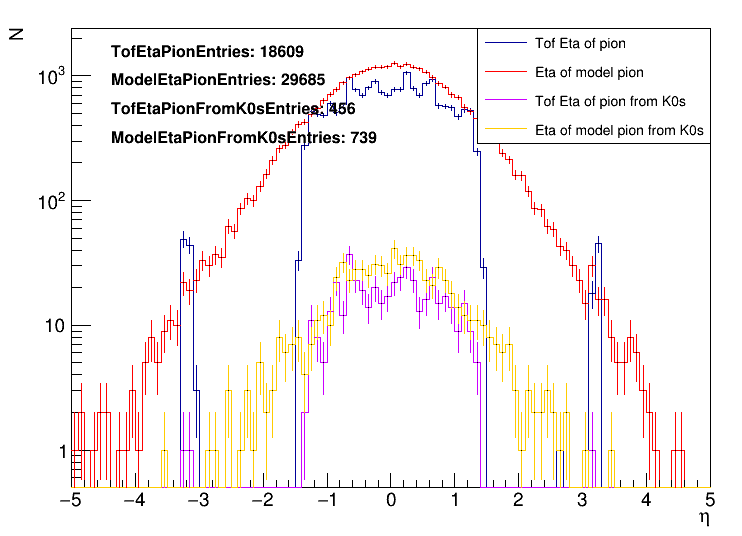 N
TofEtaPionEntries: 18609
ModelEtaPionEntries: 29685
TofEtaPionFromK0sEntries: 456
ModelEtaPionFromK0sEntries: 739
Tof Eta of pion
Eta of model pion
Tof Eta of pion from K0s
Eta of model pion from K0s
10³
10²
10
1
−5 −4 −3 −2 −1 0 1 2 3 4 5
η